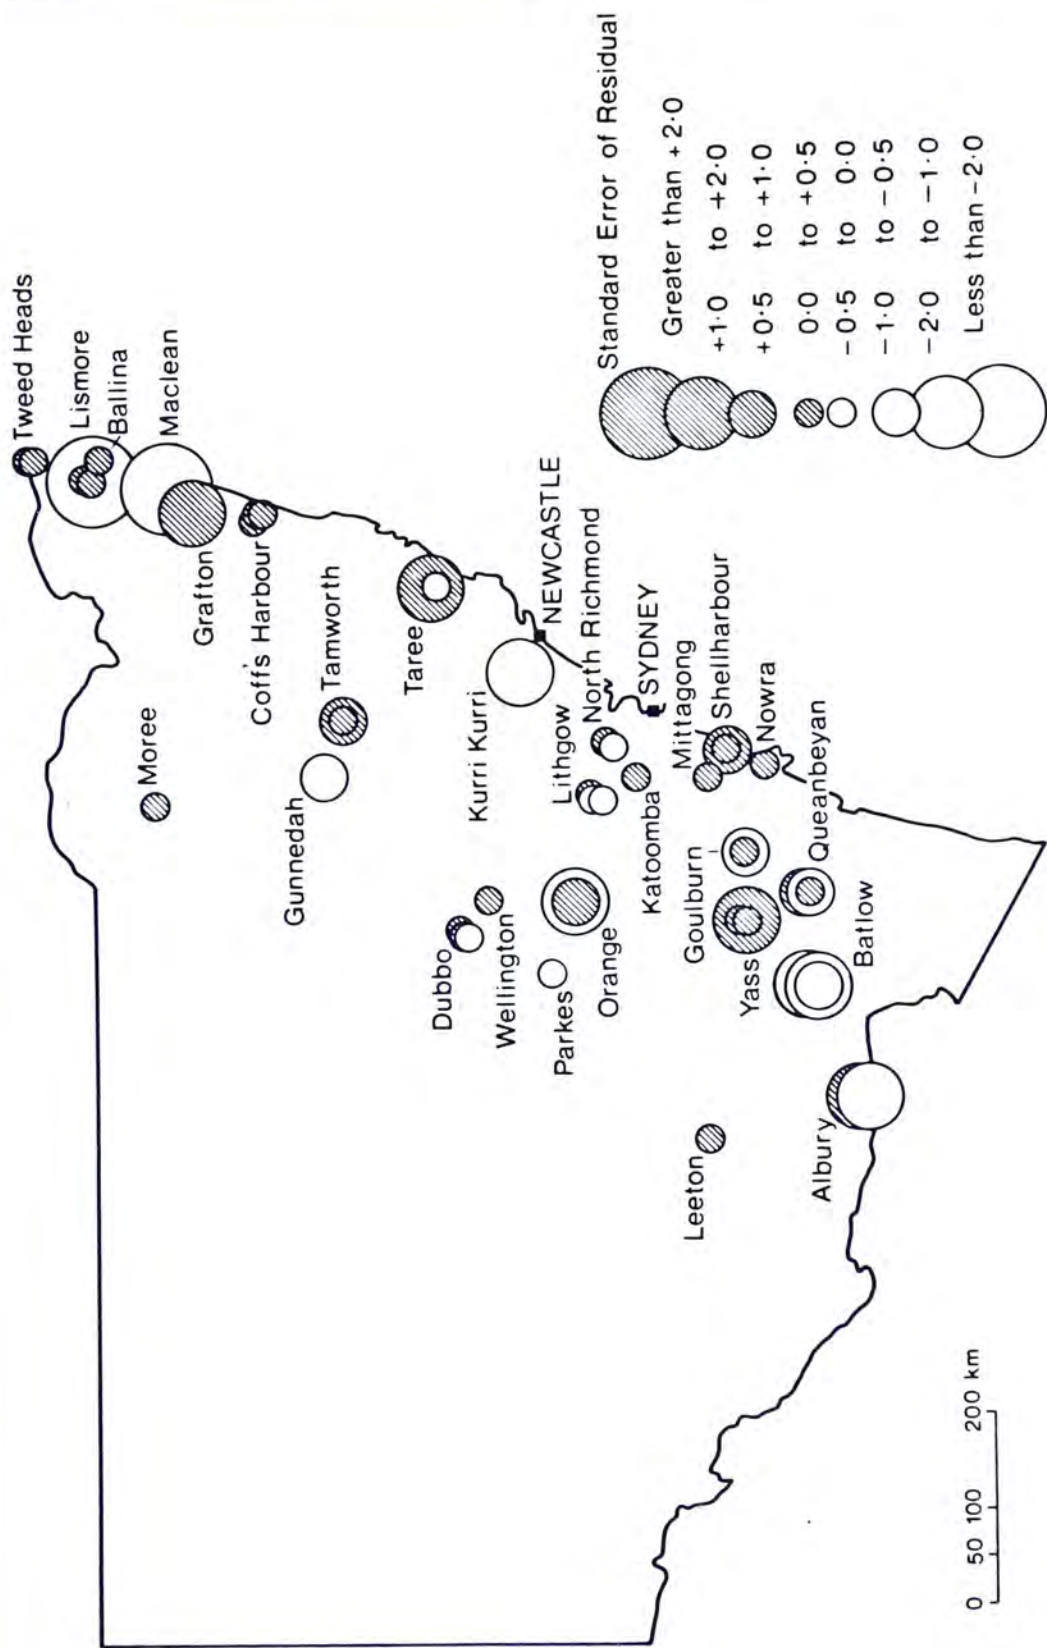 Tweed Heads
Lismore
Ballina
Maclean
Grafton
Coff's Harbour
Moree
Tamworth
Gunnedah
Taree
Kurri Kurri
NEWCASTLE
North Richmond
Lithgow
SYDNEY
Katoomba
Mittagong
Shellharbour
Nowra
Dubbo
Wellington
Parkes
Orange
Goulburn
Yass
Queanbeyan
Batlow
Leeton
Albury
Standard Error of Residual
Greater than +2·0
+1·0 to +2·0
+0·5 to +1·0
0·0 to +0·5
−0·5 to 0·0
−1·0 to −0·5
−2·0 to −1·0
Less than −2·0
0 50 100 200 km